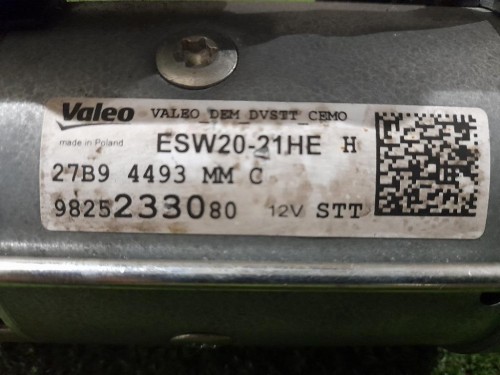 Valeo VALEO_DEM_DVSTT_CEMO
made in Poland ESW20-21HE H
27B9 4493 MM C
9825233080 12V STT